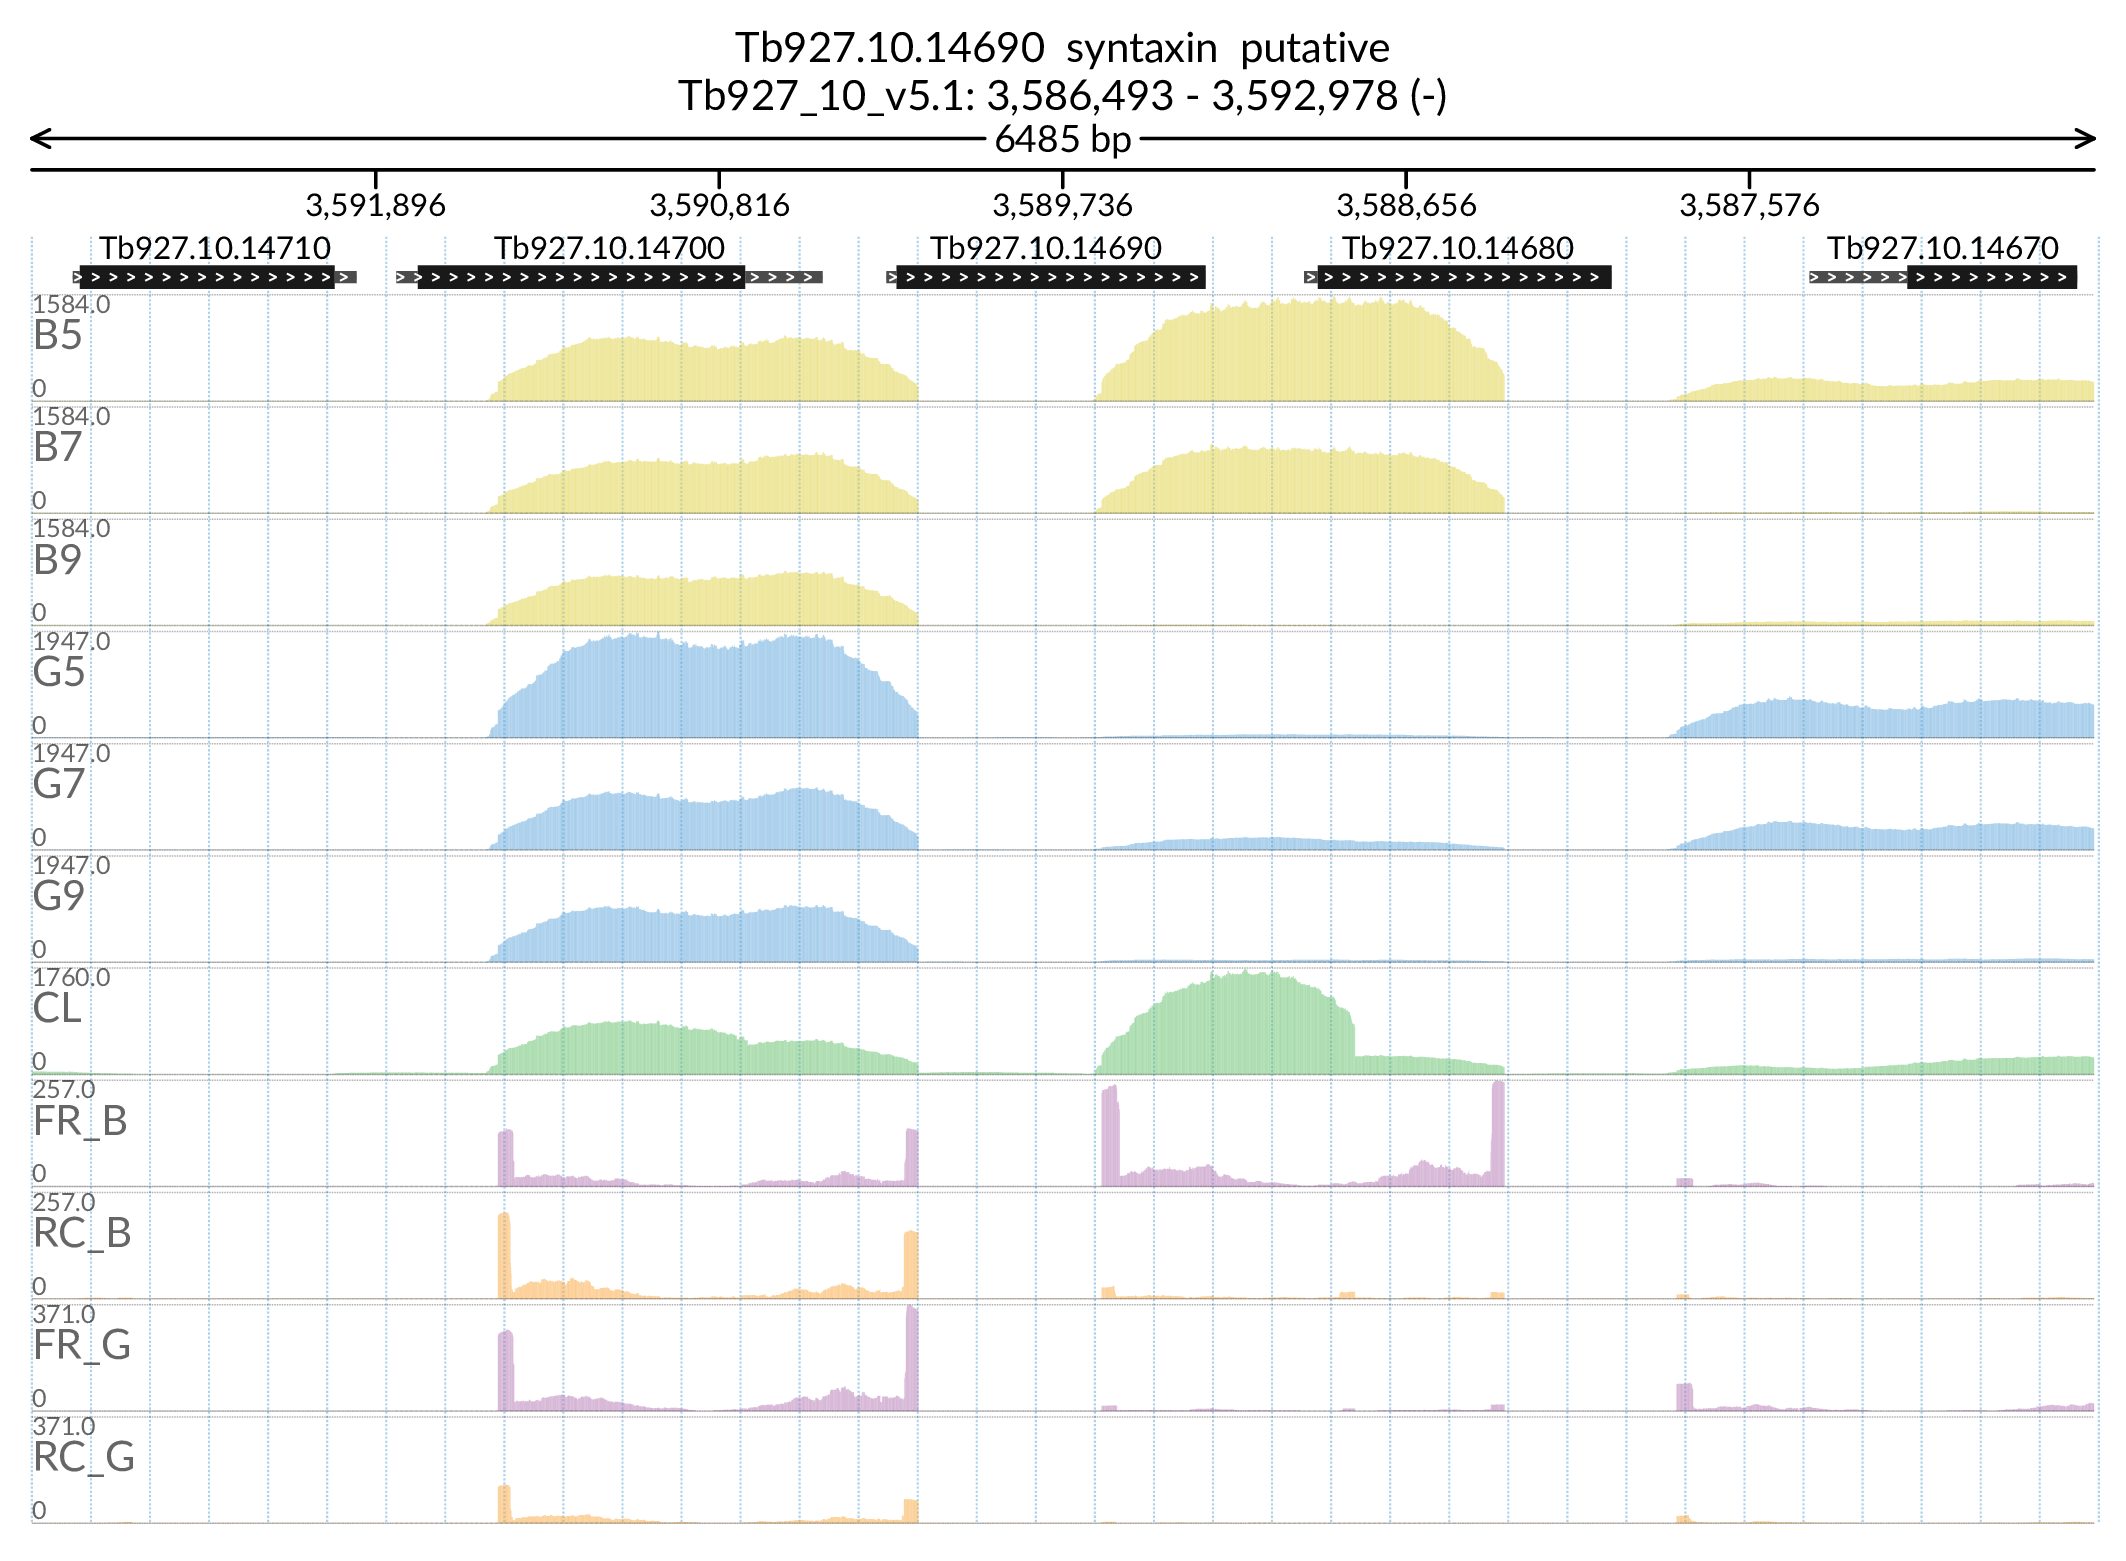 Tb927.10.14690 syntaxin putative
Tb927_10_v5.1: 3,586,493 - 3,592,978 (-)
6485 bp
3,591,896 3,590,816 3,589,736 3,588,656 3,587,576
Tb927.10.14710 Tb927.10.14700 Tb927.10.14690 Tb927.10.14680 Tb927.10.14670
1584.0
B5
0
1584.0
B7
0
1584.0
B9
0
1947.0
G5
0
1947.0
G7
0
1947.0
G9
0
1760.0
CL
0
257.0
FR_B
0
257.0
RC_B
0
371.0
FR_G
0
371.0
RC_G
0